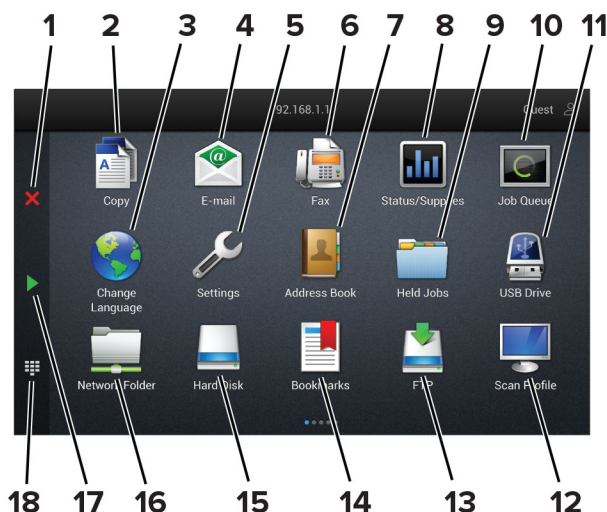 1 2 3 4 5 6 7 8 9 10 11
92.168.1.1
Guest
A
@
Copy
E-mail
Fax
Status/Supplies
Job Queue
Change
Language
Settings
Address Book
Held Jobs
USB Drive
Network Folder
Hard Disk
Bookmarks
FTP
Scan Profile
18 17 16 15 14 13 12